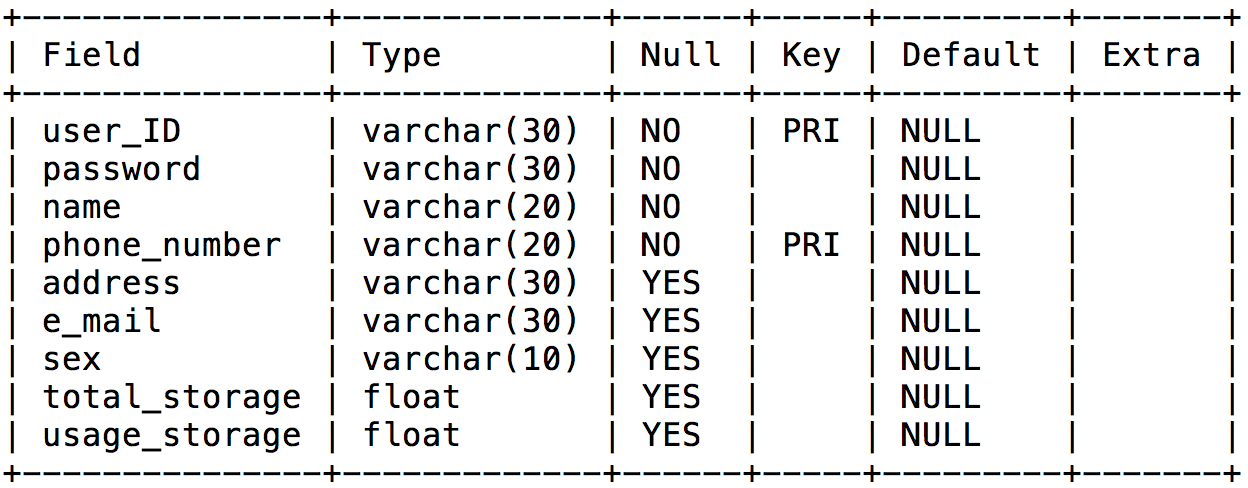 +---------------+-------------+------+-----+---------+-------+
| Field         | Type        | Null | Key | Default | Extra |
+---------------+-------------+------+-----+---------+-------+
| user_ID       | varchar(30) | NO   | PRI | NULL    |       |
| password      | varchar(30) | NO   |     | NULL    |       |
| name          | varchar(20) | NO   |     | NULL    |       |
| phone_number  | varchar(20) | NO   | PRI | NULL    |       |
| address       | varchar(30) | YES  |     | NULL    |       |
| e_mail        | varchar(30) | YES  |     | NULL    |       |
| sex           | varchar(10) | YES  |     | NULL    |       |
| total_storage | float       | YES  |     | NULL    |       |
| usage_storage | float       | YES  |     | NULL    |       |
+---------------+-------------+------+-----+---------+-------+